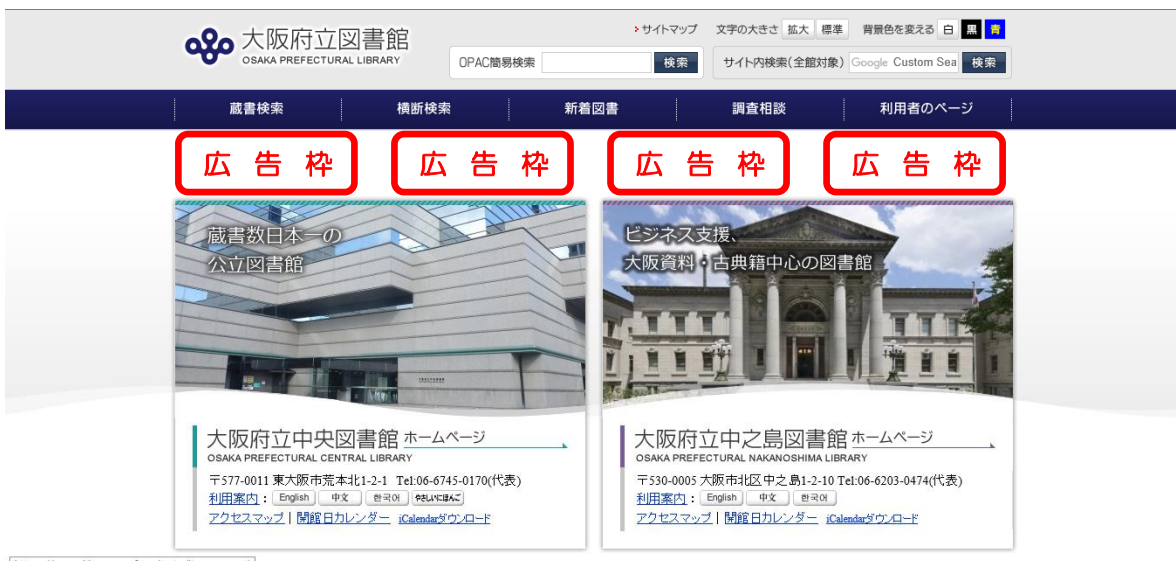 大阪府立図書館
OSAKA PREFECTURAL LIBRARY
サイトマップ 文字の大きさ 拡大 標準 背景色を変える 白 黒 青
OPAC簡易検索 検索 サイト内検索(全館対象) Google Custom Sea 検索
蔵書検索 横断検索 新着図書 調査相談 利用者のページ
広告枠 広告枠 広告枠 広告枠
蔵書数日本一の
公立図書館
ビジネス支援、
大阪資料・古典籍中心の図書館
大阪府立中央図書館 ホームページ
OSAKA PREFECTURAL CENTRAL LIBRARY
〒577-0011 東大阪市荒本北1-2-1 Tel:06-6745-0170(代表)
利用案内： English 中文 한국어 やさしいにほんご
アクセスマップ | 開館日カレンダー iCalendarダウンロード
大阪府立中之島図書館 ホームページ
OSAKA PREFECTURAL NAKANOSHIMA LIBRARY
〒530-0005 大阪市北区中之島1-2-10 Tel:06-6203-0474(代表)
利用案内： English 中文 한국어
アクセスマップ | 開館日カレンダー iCalendarダウンロード